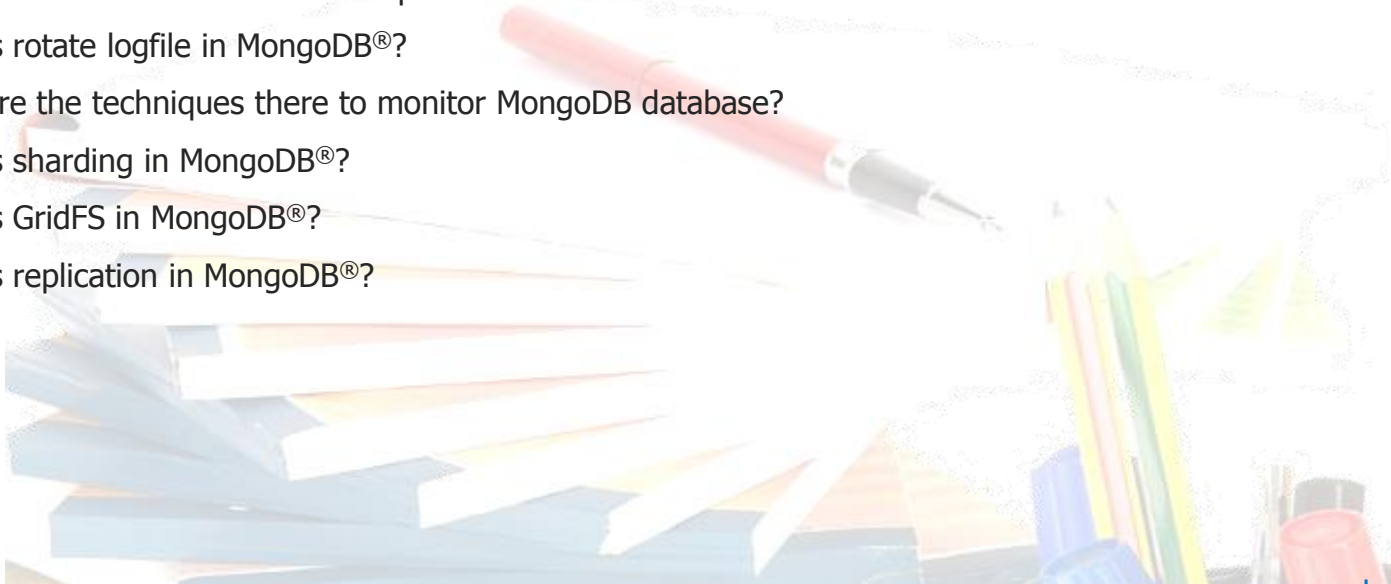 s rotate logfile in MongoDB®?
re the techniques there to monitor MongoDB database?
s sharding in MongoDB®?
s GridFS in MongoDB®?
s replication in MongoDB®?